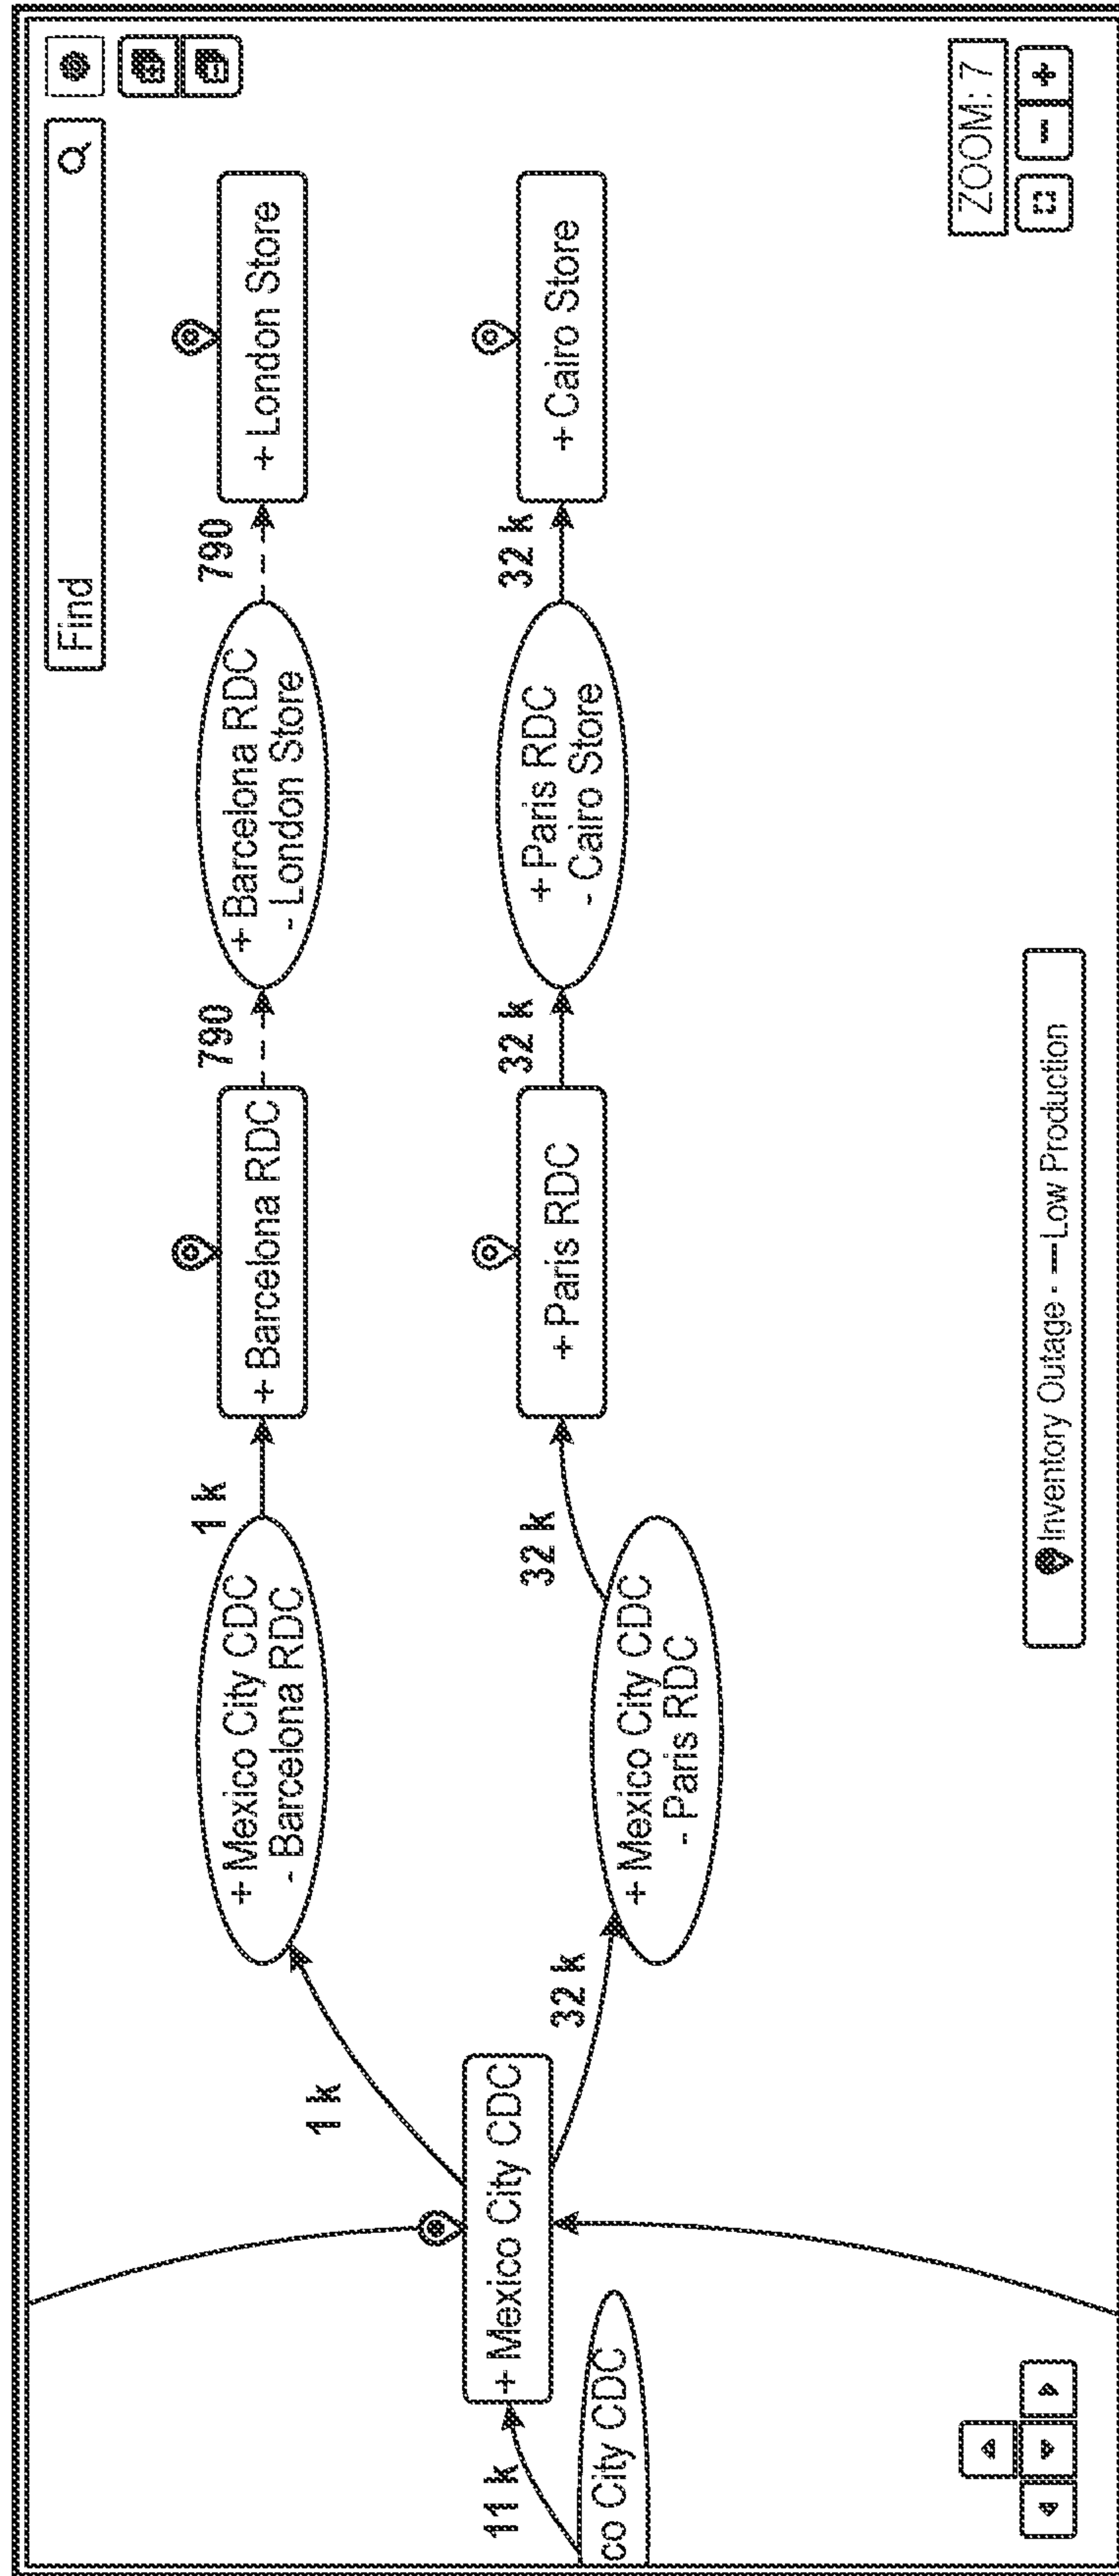 Find
790
790
1 k
+ Mexico City CDC
- Barcelona RDC
+ Barcelona RDC
+ Barcelona RDC
- London Store
+ London Store
1 k
11 k
+ Mexico City CDC
co City CDC
32 k
32 k
32 k
32 k
+ Mexico City CDC
- Paris RDC
+ Paris RDC
+ Paris RDC
- Cairo Store
+ Cairo Store
ZOOM: 7
Inventory Outage - — Low Production